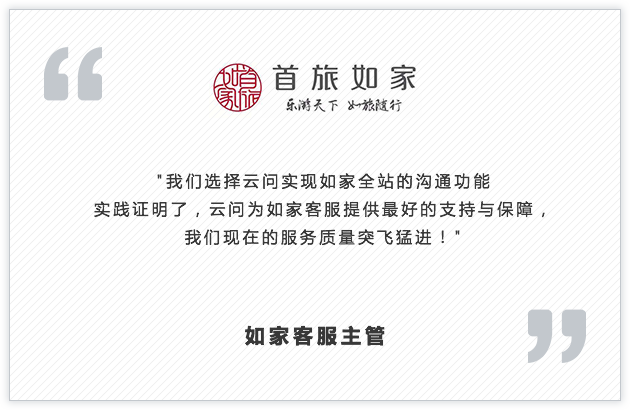 首旅如家
乐游天下 如旅随行
"我们选择云问实现如家全站的沟通功能
实践证明了，云问为如家客服提供最好的支持与保障，
我们现在的服务质量突飞猛进！"
如家客服主管